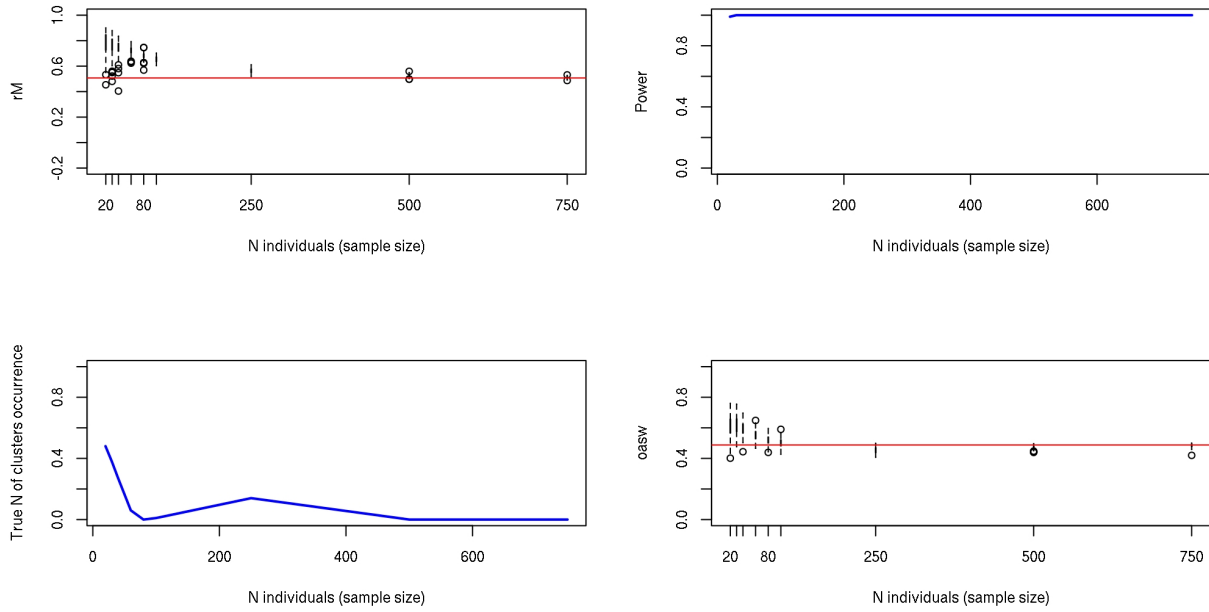 rM
1.0
0.6
0.2
-0.2
20 80 250 500 750
N individuals (sample size)
Power
0.8
0.4
0.0
0 200 400 600
N individuals (sample size)
True N of clusters occurrence
0.8
0.4
0.0
0 200 400 600
N individuals (sample size)
oasw
0.8
0.4
0.0
20 80 250 500 750
N individuals (sample size)